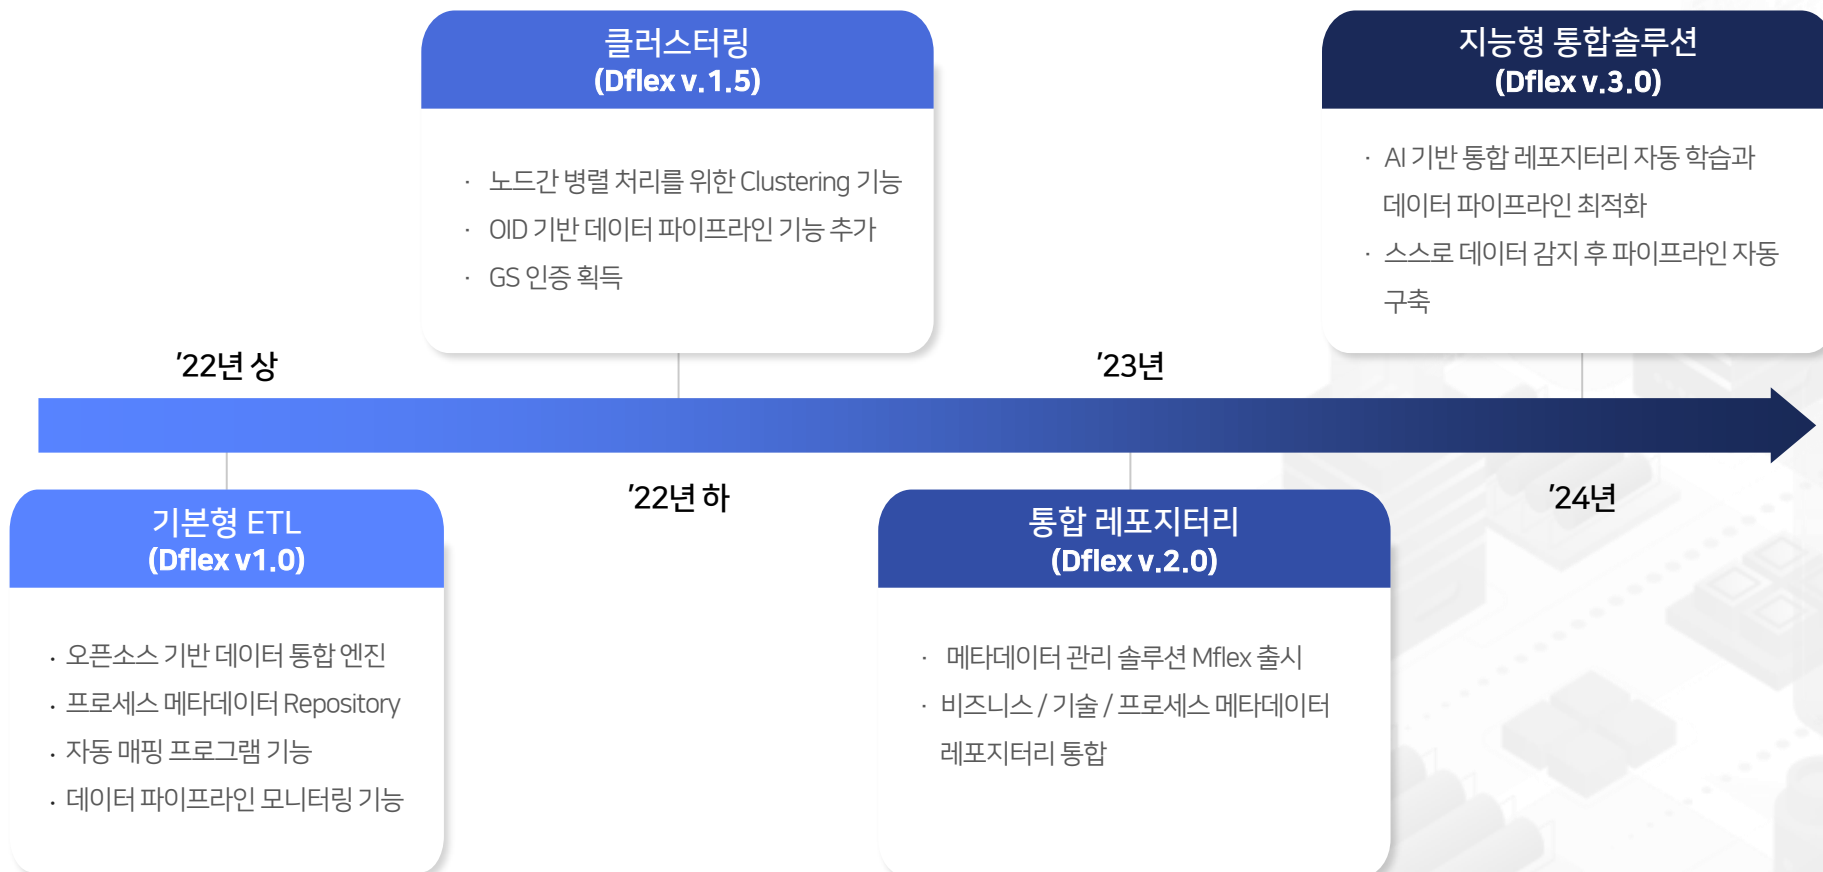 클러스터링
(Dflex v.1.5)
· 노드간 병렬 처리를 위한 Clustering 기능
· OID 기반 데이터 파이프라인 기능 추가
· GS 인증 획득
지능형 통합솔루션
(Dflex v.3.0)
· AI 기반 통합 레포지터리 자동 학습과
데이터 파이프라인 최적화
· 스스로 데이터 감지 후 파이프라인 자동
구축
’22년 상
’23년
’22년 하
’24년
기본형 ETL
(Dflex v1.0)
· 오픈소스 기반 데이터 통합 엔진
· 프로세스 메타데이터 Repository
· 자동 매핑 프로그램 기능
· 데이터 파이프라인 모니터링 기능
통합 레포지터리
(Dflex v.2.0)
· 메타데이터 관리 솔루션 Mflex 출시
· 비즈니스 / 기술 / 프로세스 메타데이터
레포지터리 통합